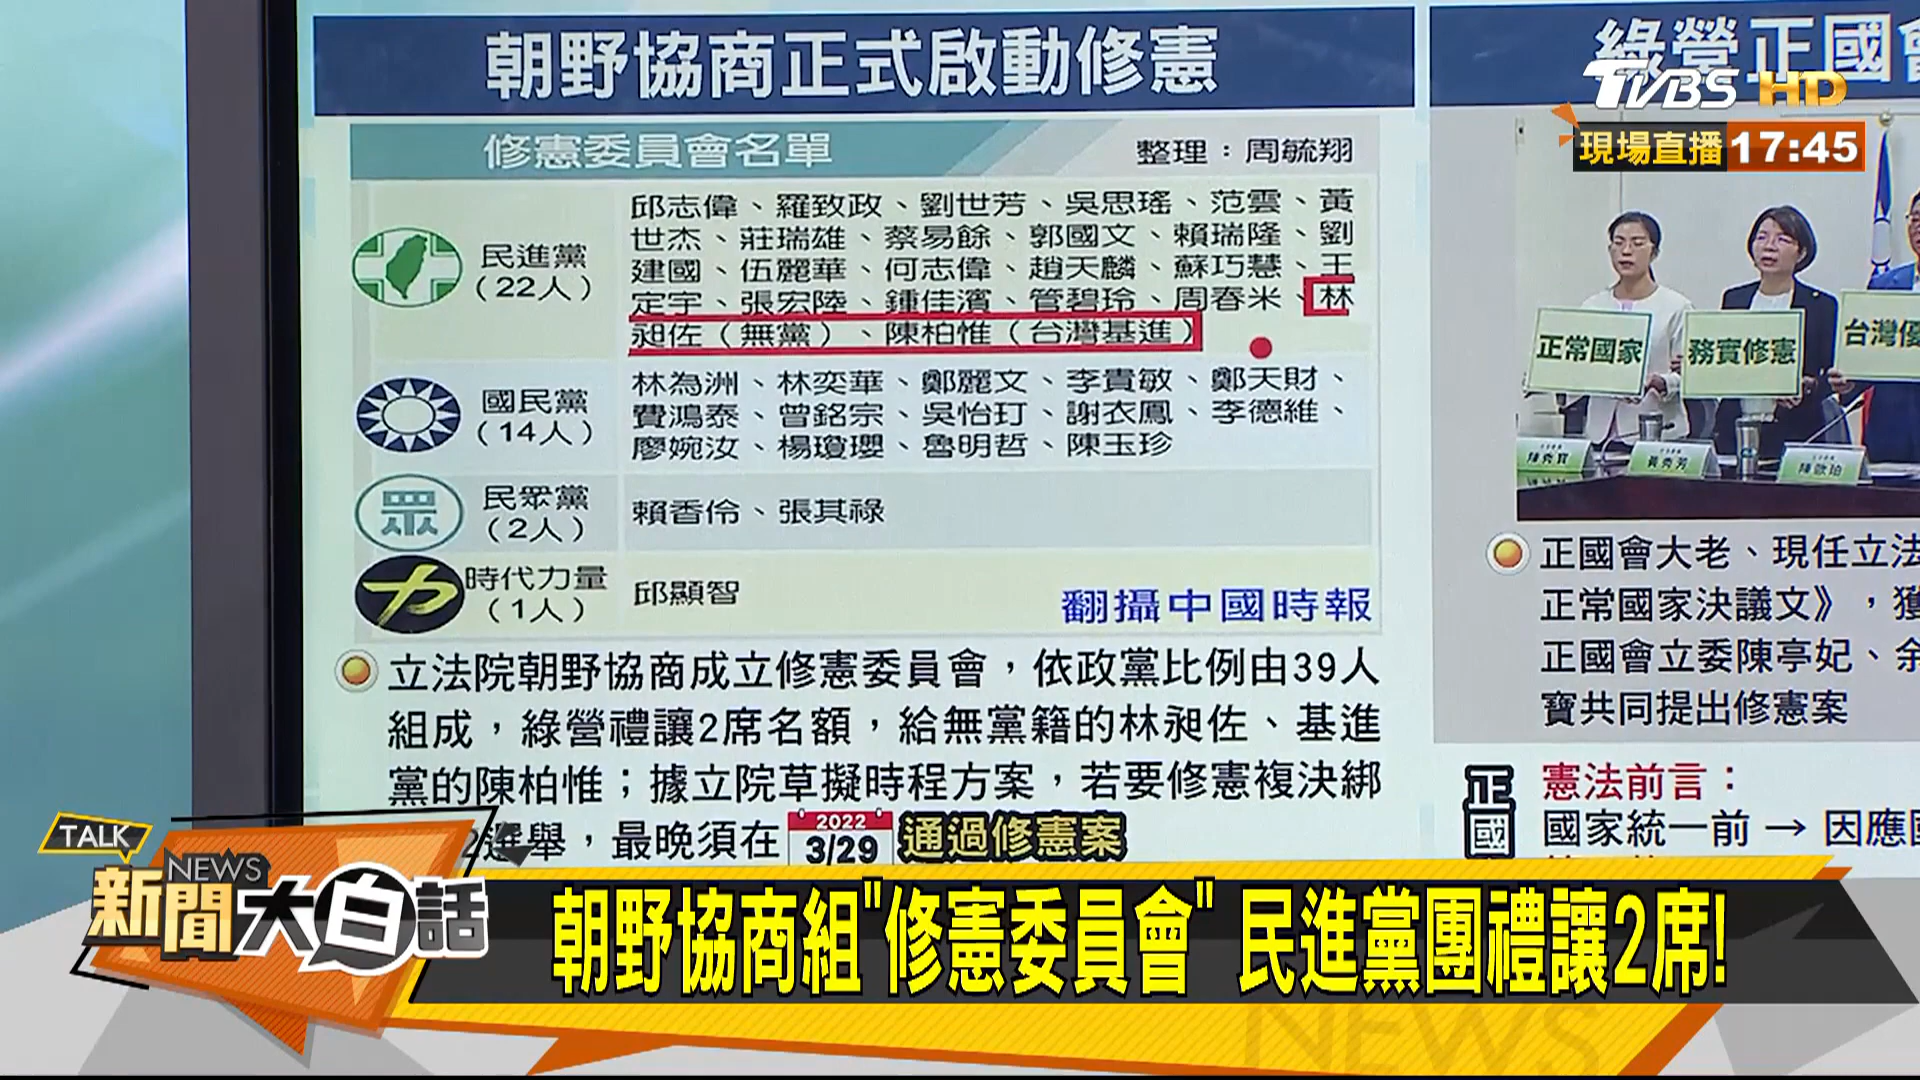 朝野協商正式啟動修憲
修憲委員會名單
整理：周毓翔
民進黨
（22人）
邱志偉、羅致政、劉世芳、吳思瑤、范雲、黃
世杰、莊瑞雄、蔡易餘、郭國文、賴瑞隆、劉
建國、伍麗華、何志偉、趙天麟、蘇巧慧、王
定宇、張宏陸、鍾佳濱、管碧玲、周春米、林
昶佐（無黨）、陳柏惟（台灣基進）
國民黨
（14人）
林為洲、林奕華、鄭麗文、李貴敏、鄭天財、
費鴻泰、曾銘宗、吳怡玎、謝衣鳳、李德維、
廖婉汝、楊瓊瓔、魯明哲、陳玉珍
眾
民眾黨
（2人）
賴香伶、張其祿
力
時代力量
（1人）
邱顯智
翻攝中國時報
立法院朝野協商成立修憲委員會，依政黨比例由39人
組成，綠營禮讓2席名額，給無黨籍的林昶佐、基進
黨的陳柏惟；據立院草擬時程方案，若要修憲複決綁
2選舉，最晚須在 2022 3/29 通過修憲案
綠營正國會
TVBS HD
現場直播 17:45
正常國家
務實修憲
台灣優
陳秀寳
黃秀芳
陳歐珀
正國會大老、現任立法
正常國家決議文》，獲
正國會立委陳亭妃、余
寶共同提出修憲案
正
國
憲法前言：
國家統一前 → 因應國
TALK
NEWS
新聞大白話
朝野協商組"修憲委員會" 民進黨團禮讓2席!
NEWS